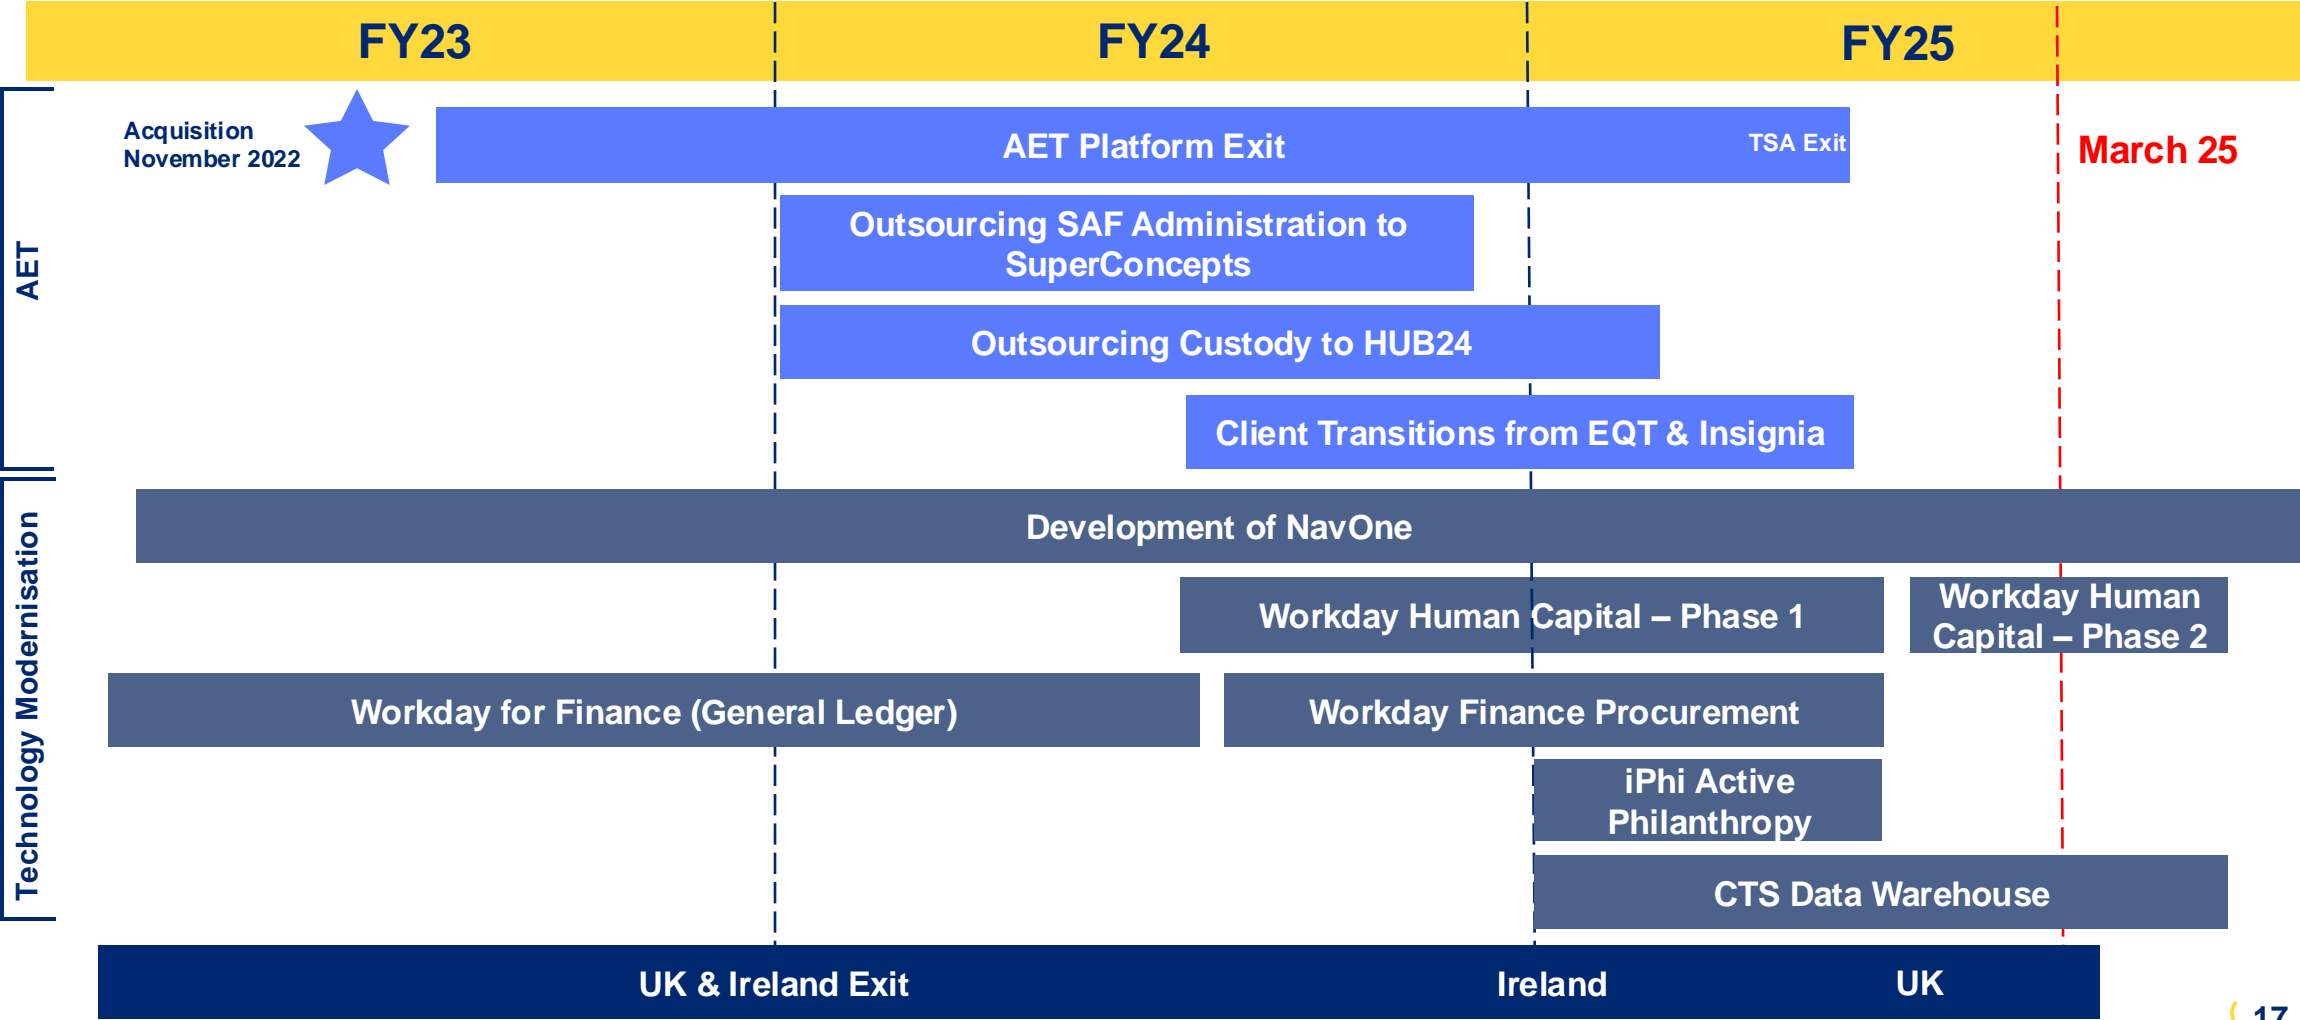 FY23
FY24
FY25
Acquisition
November 2022
AET Platform Exit
TSA Exit
March 25
AET
Outsourcing SAF Administration to
SuperConcepts
Outsourcing Custody to HUB24
Client Transitions from EQT & Insignia
Technology Modernisation
Development of NavOne
Workday Human Capital – Phase 1
Workday Human
Capital – Phase 2
Workday for Finance (General Ledger)
Workday Finance Procurement
iPhi Active
Philanthropy
CTS Data Warehouse
UK & Ireland Exit
Ireland
UK
17